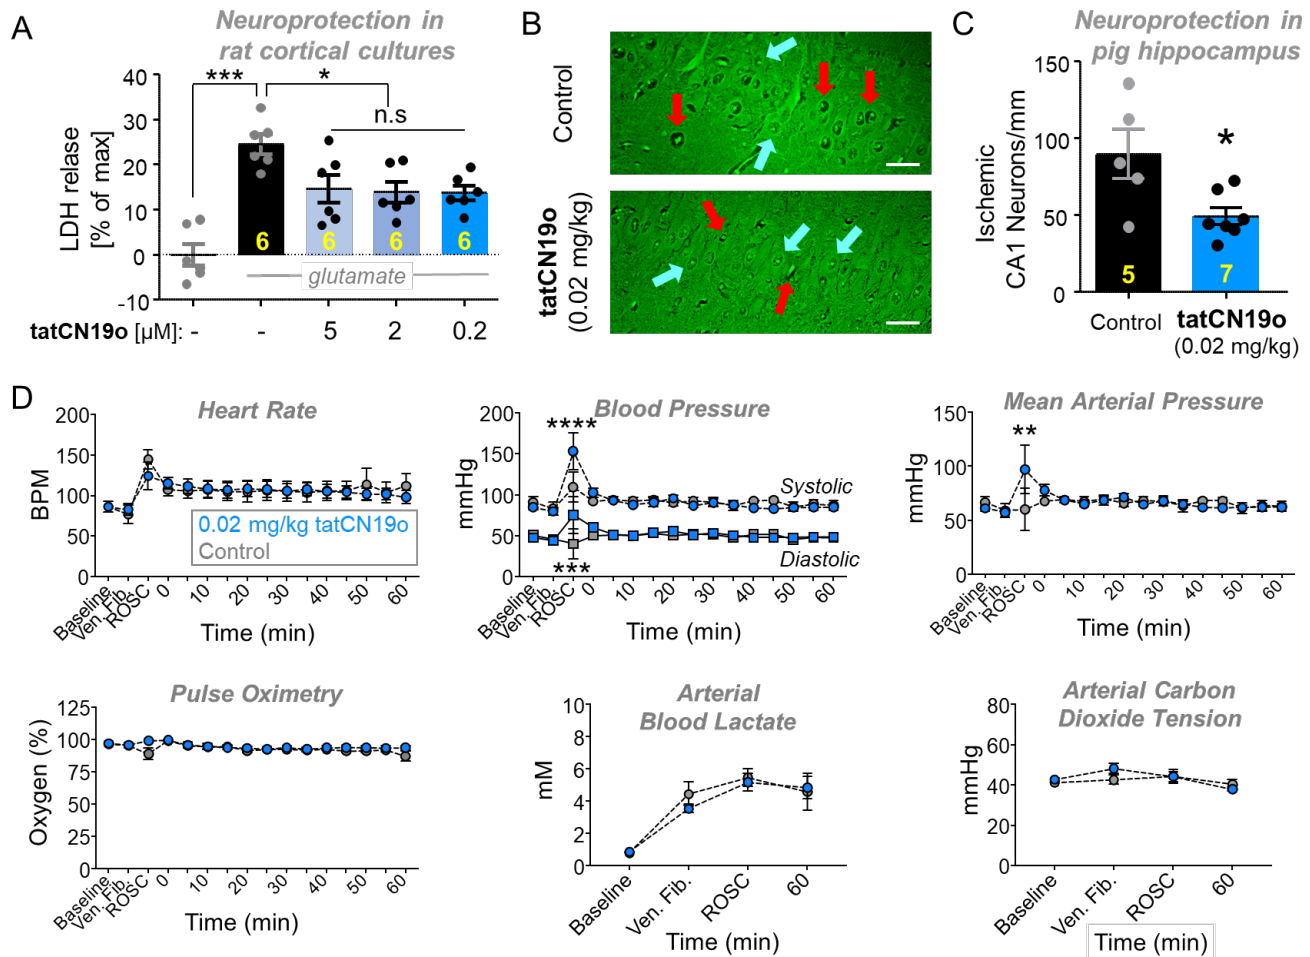 A
Neuroprotection in
rat cortical cultures
LDH relase
[% of max]
40
30
20
10
0
-10
***
*
n.s
6
6
6
6
glutamate
tatCN19o [µM]:
-
-
5
2
0.2
B
Control
tatCN19o
(0.02 mg/kg)
C
Neuroprotection in
pig hippocampus
Ischemic
CA1 Neurons/mm
150
100
50
0
*
5
7
Control
tatCN19o
(0.02 mg/kg)
D
Heart Rate
BPM
200
150
100
50
0
0.02 mg/kg tatCN19o
Control
Baseline
Ven. Fib.
ROSC
0
10
20
30
40
50
60
Time (min)
Blood Pressure
mmHg
200
150
100
50
0
****
Systolic
Diastolic
***
Baseline
Ven. Fib.
ROSC
0
10
20
30
40
50
60
Time (min)
Mean Arterial Pressure
mmHg
150
100
50
0
**
Baseline
Ven. Fib.
ROSC
0
10
20
30
40
50
60
Time (min)
Pulse Oximetry
Oxygen (%)
125
100
75
50
25
0
Baseline
Ven. Fib.
ROSC
0
10
20
30
40
50
60
Time (min)
Arterial
Blood Lactate
mM
10
8
6
4
2
0
Baseline
Ven. Fib.
ROSC
60
Time (min)
Arterial Carbon
Dioxide Tension
mmHg
80
60
40
20
0
Baseline
Ven. Fib.
ROSC
60
Time (min)